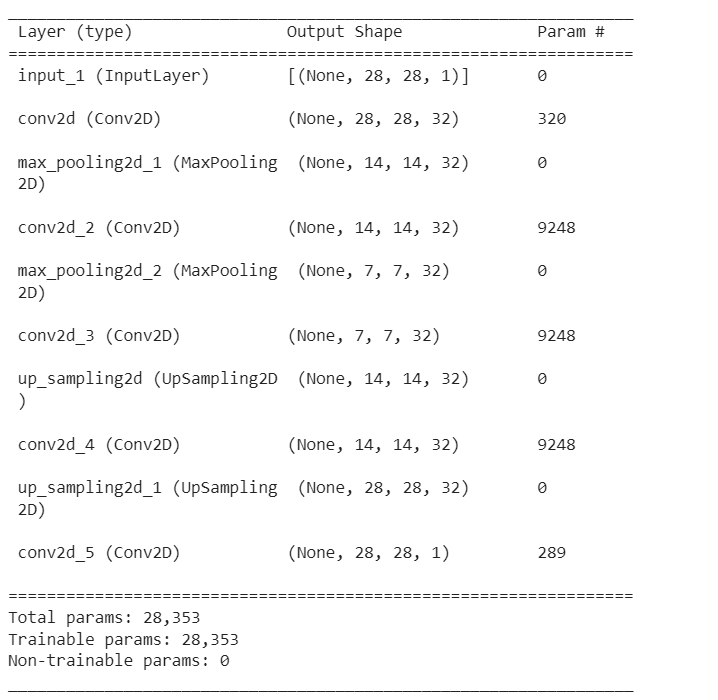 Layer (type) Output Shape Param #
=================================================================
input_1 (InputLayer) [(None, 28, 28, 1)] 0
conv2d (Conv2D) (None, 28, 28, 32) 320
max_pooling2d_1 (MaxPooling (None, 14, 14, 32) 0
2D)
conv2d_2 (Conv2D) (None, 14, 14, 32) 9248
max_pooling2d_2 (MaxPooling (None, 7, 7, 32) 0
2D)
conv2d_3 (Conv2D) (None, 7, 7, 32) 9248
up_sampling2d (UpSampling2D (None, 14, 14, 32) 0
)
conv2d_4 (Conv2D) (None, 14, 14, 32) 9248
up_sampling2d_1 (UpSampling (None, 28, 28, 32) 0
2D)
conv2d_5 (Conv2D) (None, 28, 28, 1) 289
=================================================================
Total params: 28,353
Trainable params: 28,353
Non-trainable params: 0